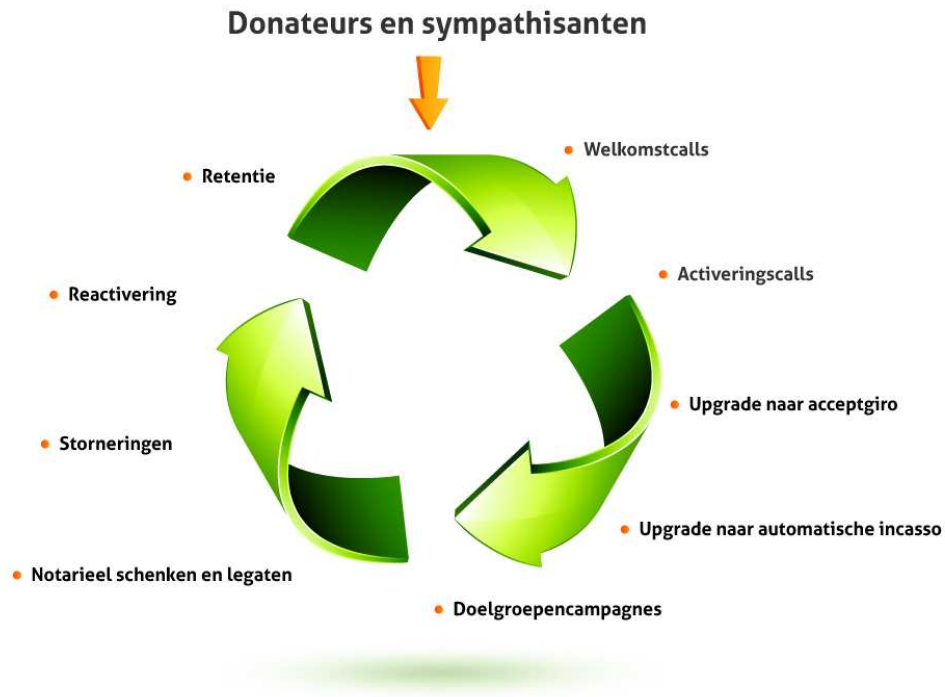 Donateurs en sympathisanten
Welkomstcalls
Retentie
Activeringscalls
Reactivering
Upgrade naar acceptgiro
Storneringen
Upgrade naar automatische incasso
Notarieel schenken en legaten
Doelgroepencampagnes